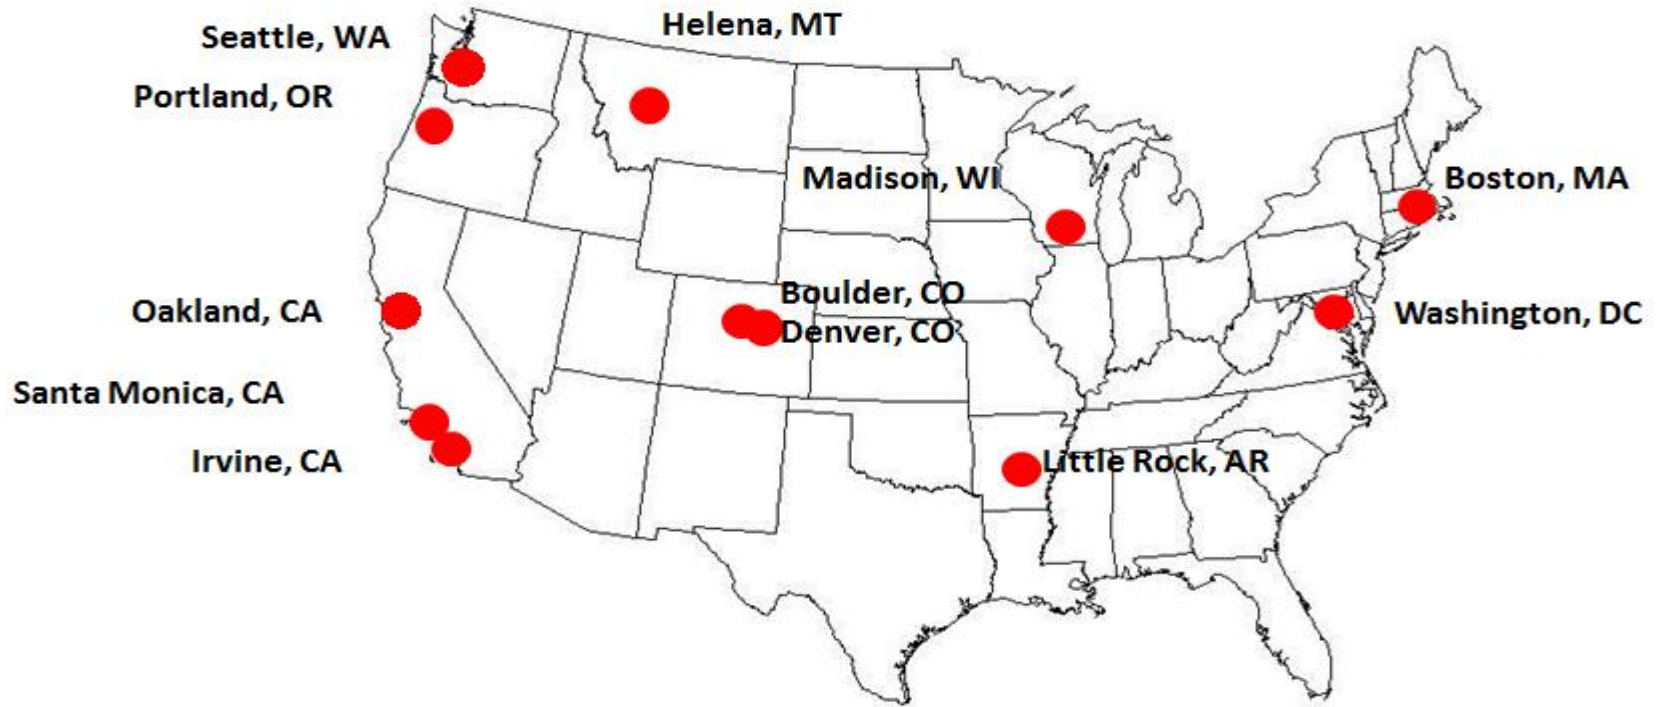 Helena, MT
Seattle, WA
Portland, OR
Madison, WI
Boston, MA
Boulder, CO
Oakland, CA
Washington, DC
Denver, CO
Santa Monica, CA
Irvine, CA
Little Rock, AR